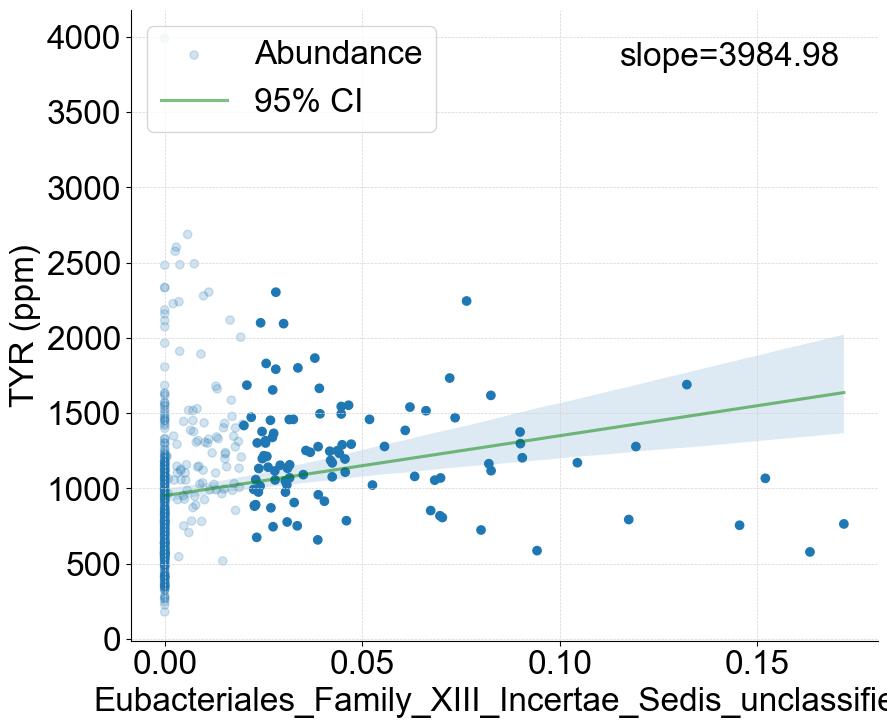 4000
3500
3000
2500
2000
1500
1000
500
0
TYR (ppm)
Abundance
95% CI
slope=3984.98
0.00 0.05 0.10 0.15
Eubacteriales_Family_XIII_Incertae_Sedis_unclassifie